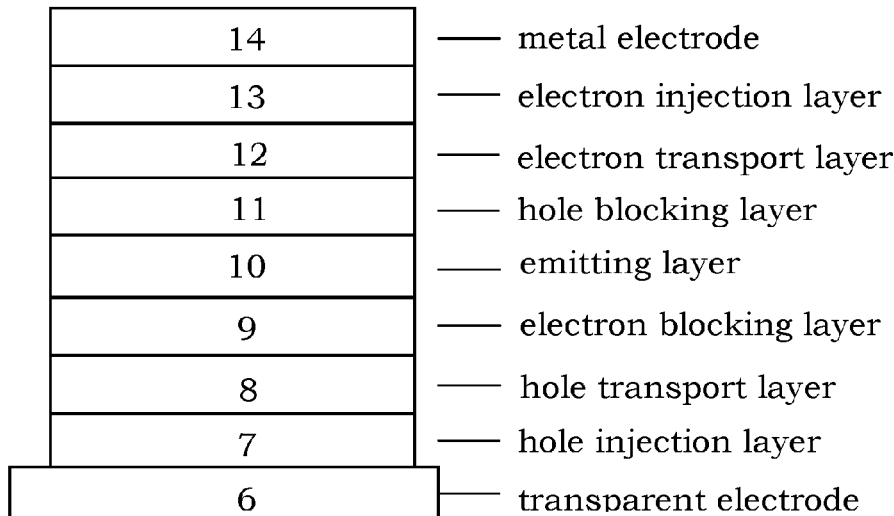 14 metal electrode
13 electron injection layer
12 electron transport layer
11 hole blocking layer
10 emitting layer
9 electron blocking layer
8 hole transport layer
7 hole injection layer
6 transparent electrode